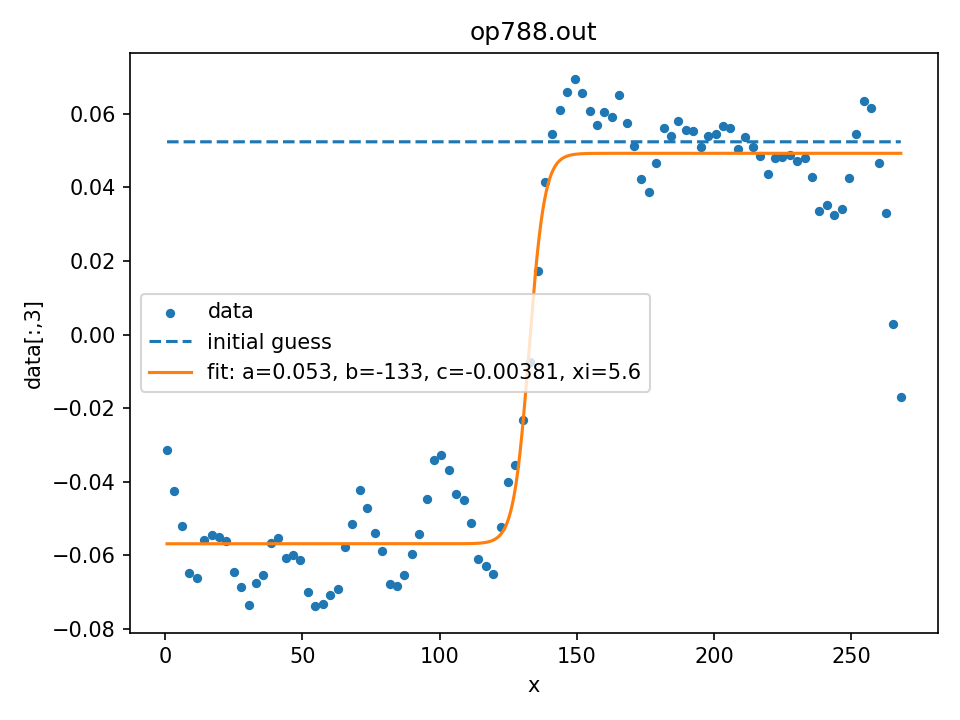 op788.out
data[:,3]
0.06
0.04
0.02
0.00
−0.02
−0.04
−0.06
−0.08
data
initial guess
fit: a=0.053, b=-133, c=-0.00381, xi=5.6
0 50 100 150 200 250
x